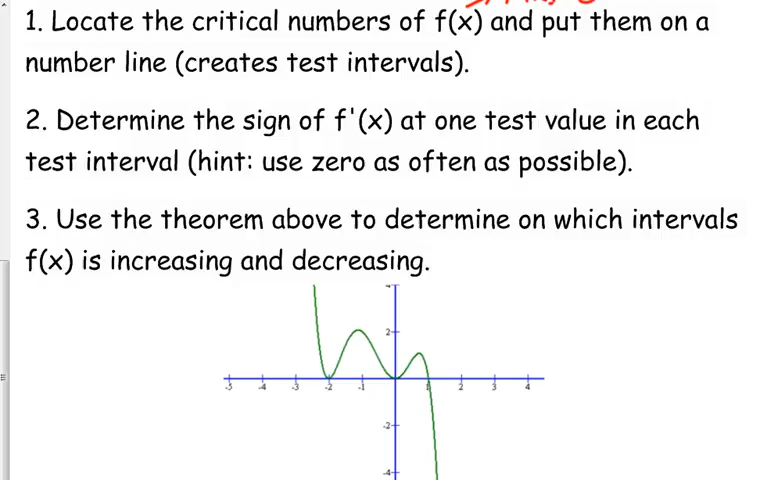 1. Locate the critical numbers of f(x) and put them on a
number line (creates test intervals).
2. Determine the sign of f'(x) at one test value in each
test interval (hint: use zero as often as possible).
3. Use the theorem above to determine on which intervals
f(x) is increasing and decreasing.
2
-5 -4 -3 -2 -1 1 2 3 4
-2
-4